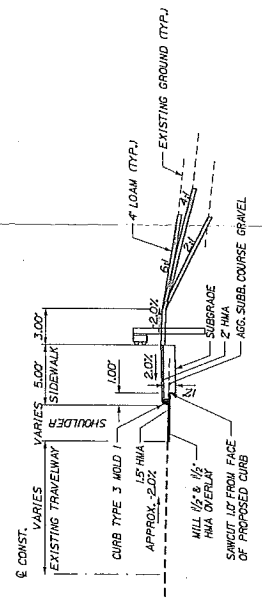 ℄ CONST.
VARIES
EXISTING TRAVELWAY
VARIES
SHOULDER
5.00'
SIDEWALK
3.00'
1.00'
2.0%
-2.0%
4" LOAM (TYP.)
EXISTING GROUND (TYP.)
6:1
2:1
2:1
CURB TYPE 3 MOLD 1
1.5" HMA
APPROX. -2.0%
12"
SUBGRADE
2" HMA
AGG. SUBB. COURSE GRAVEL
MILL 1 1/2" & 1 1/2"
HMA OVERLAY
SAWCUT 1.0' FROM FACE
OF PROPOSED CURB